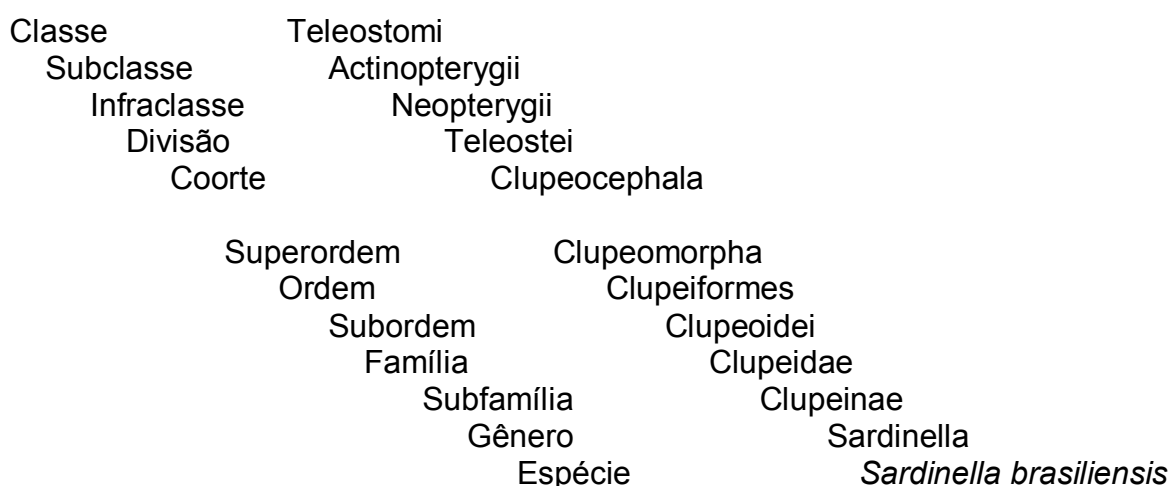 Classe Teleostomi
Subclasse Actinopterygii
Infraclasse Neopterygii
Divisão Teleostei
Coorte Clupeocephala
Superordem Clupeomorpha
Ordem Clupeiformes
Subordem Clupeoidei
Família Clupeidae
Subfamília Clupeinae
Gênero Sardinella
Espécie Sardinella brasiliensis